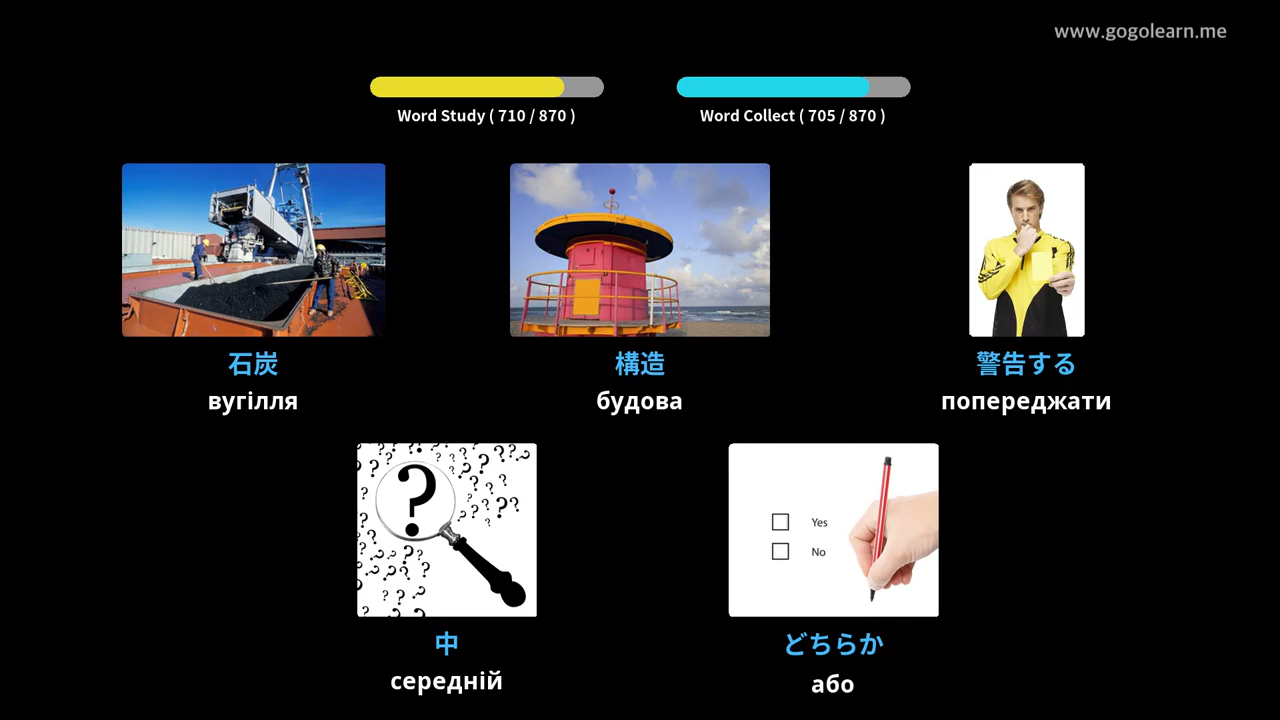 www.gogolearn.me
Word Study ( 710 / 870 )
Word Collect ( 705 / 870 )
石炭
вугілля
構造
будова
警告する
попереджати
?
Yes
No
中
середній
どちらか
або